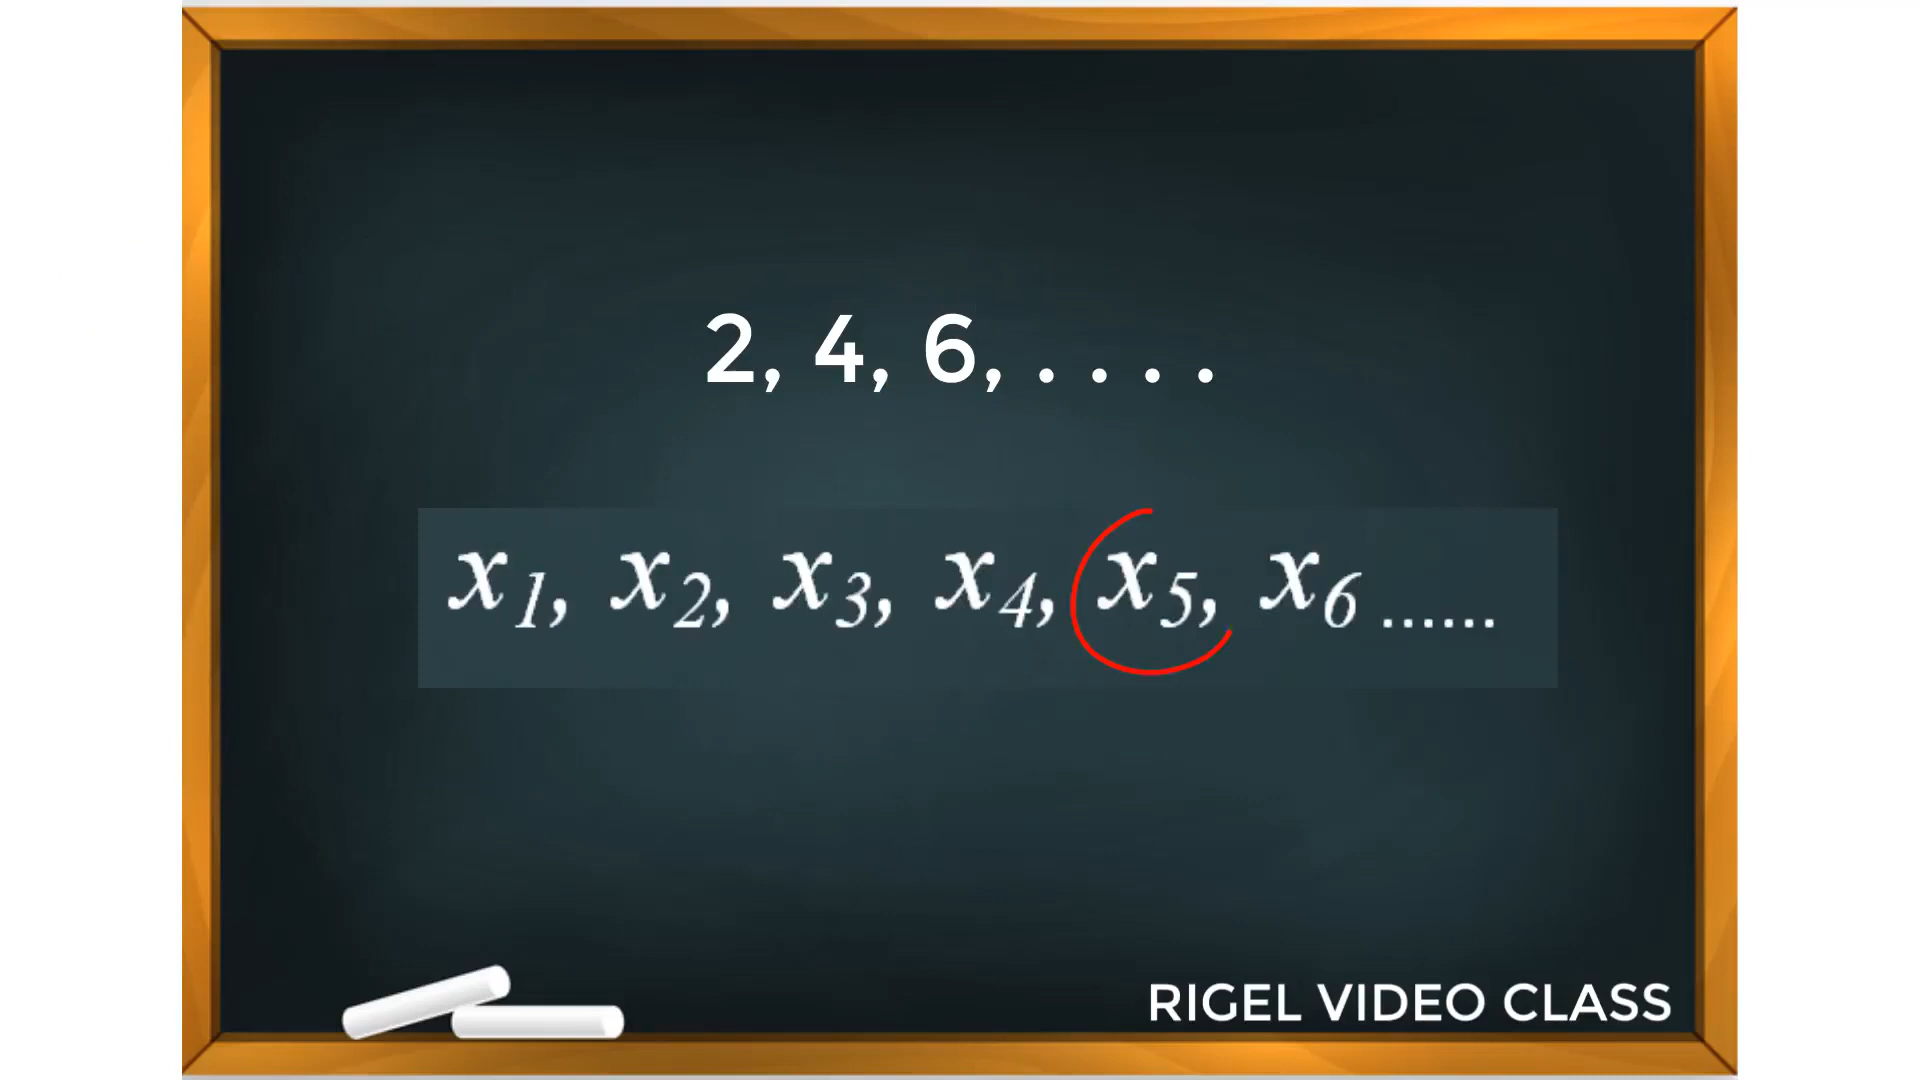 2, 4, 6, . . . .
x₁, x₂, x₃, x₄, x₅, x₆ ......
RIGEL VIDEO CLASS